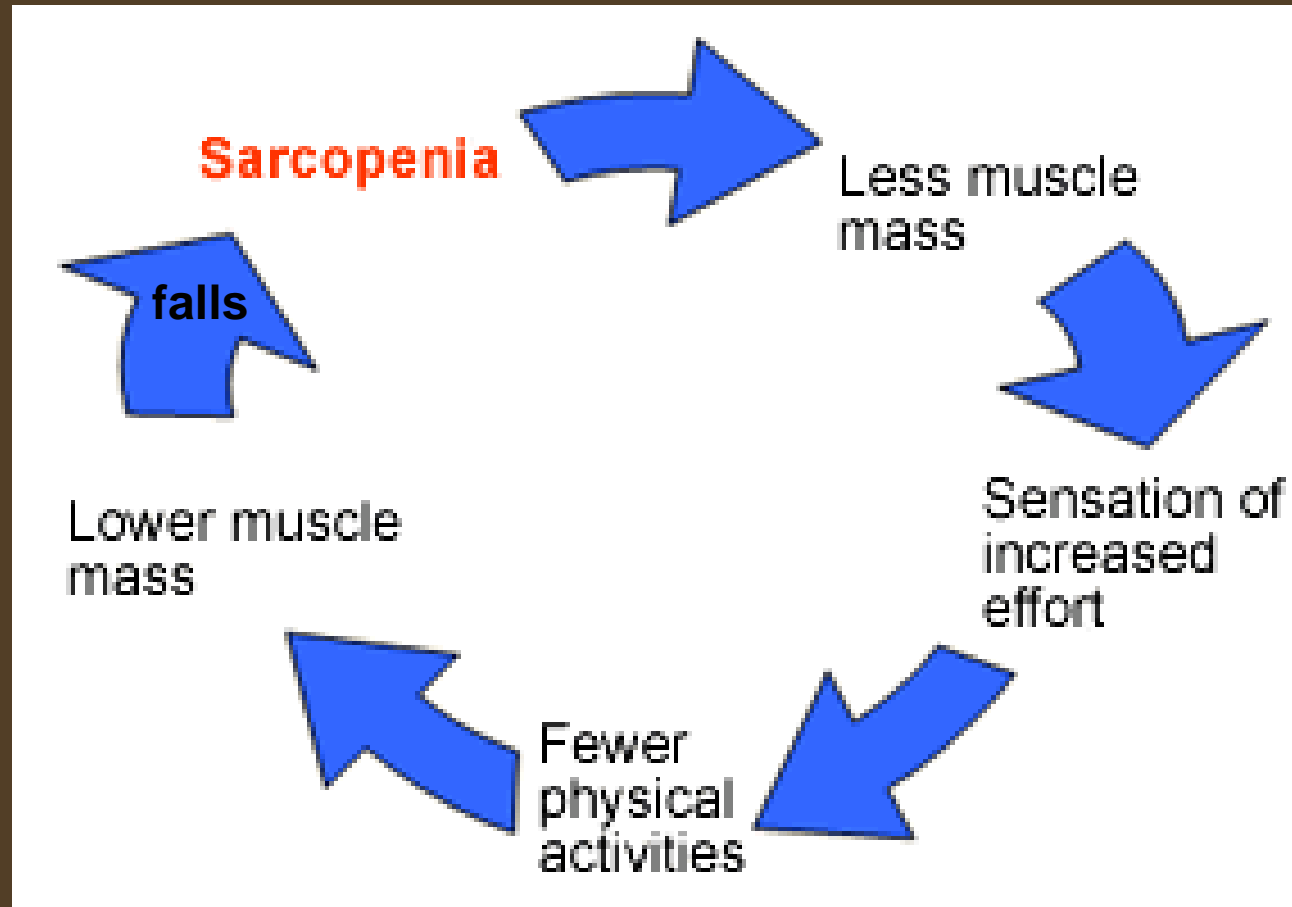 Sarcopenia
Less muscle
mass
Sensation of
increased
effort
Fewer
physical
activities
Lower muscle
mass
falls